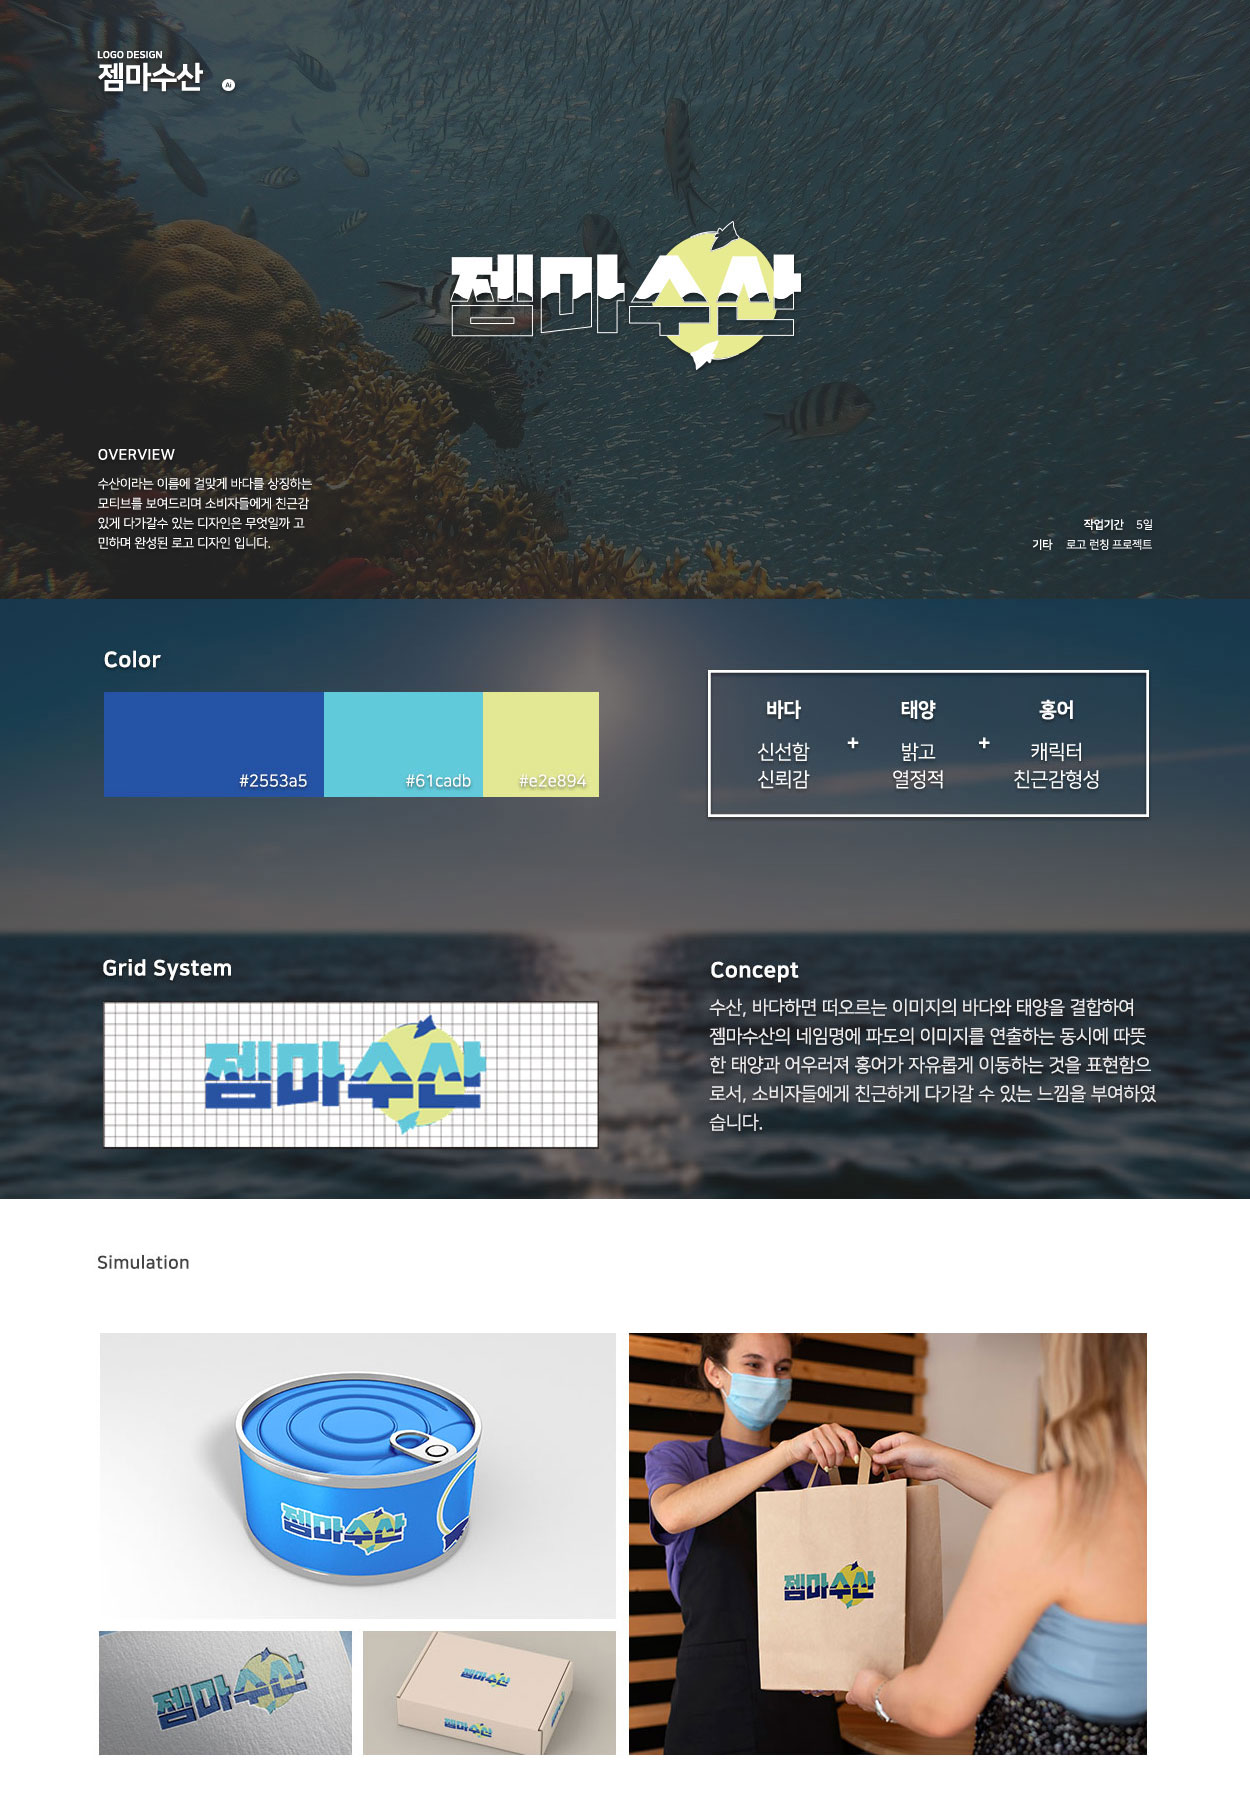 LOGO DESIGN
젬마수산
Ai
젬마수산
OVERVIEW
수산이라는 이름에 걸맞게 바다를 상징하는
모티브를 보여드리며 소비자들에게 친근감
있게 다가갈수 있는 디자인은 무엇일까 고
민하며 완성된 로고 디자인 입니다.
작업기간 5일
기타 로고 런칭 프로젝트
Color
#2553a5
#61cadb
#e2e894
바다 + 태양 + 홍어
신선함 밝고 캐릭터
신뢰감 열정적 친근감형성
Grid System
젬마수산
Concept
수산, 바다하면 떠오르는 이미지의 바다와 태양을 결합하여
젬마수산의 네임명에 파도의 이미지를 연출하는 동시에 따뜻
한 태양과 어우러져 홍어가 자유롭게 이동하는 것을 표현함으
로서, 소비자들에게 친근하게 다가갈 수 있는 느낌을 부여하였
습니다.
Simulation
젬마수산
젬마수산
젬마수산
젬마수산
젬마수산